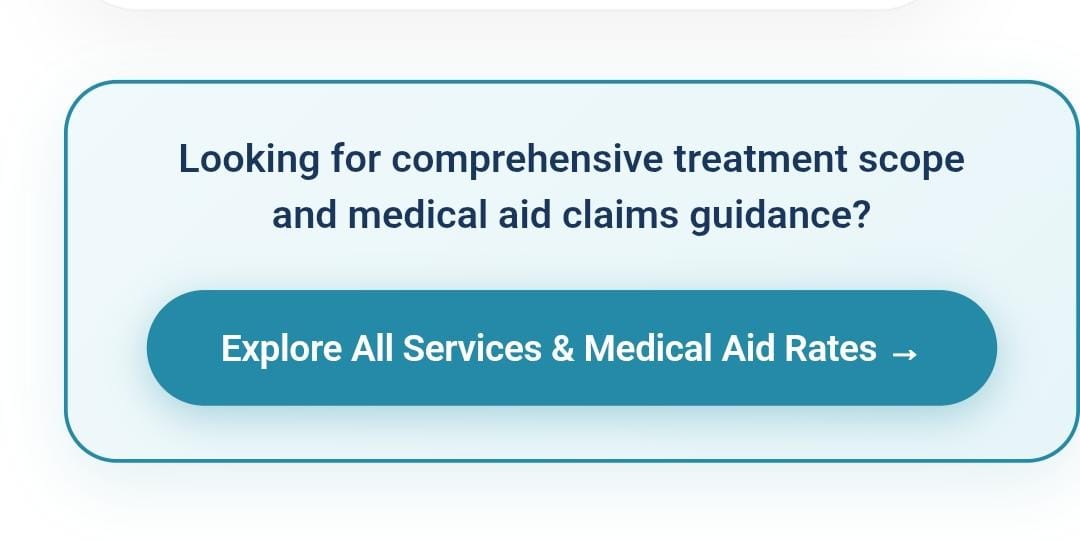 Looking for comprehensive treatment scope
and medical aid claims guidance?
Explore All Services & Medical Aid Rates →